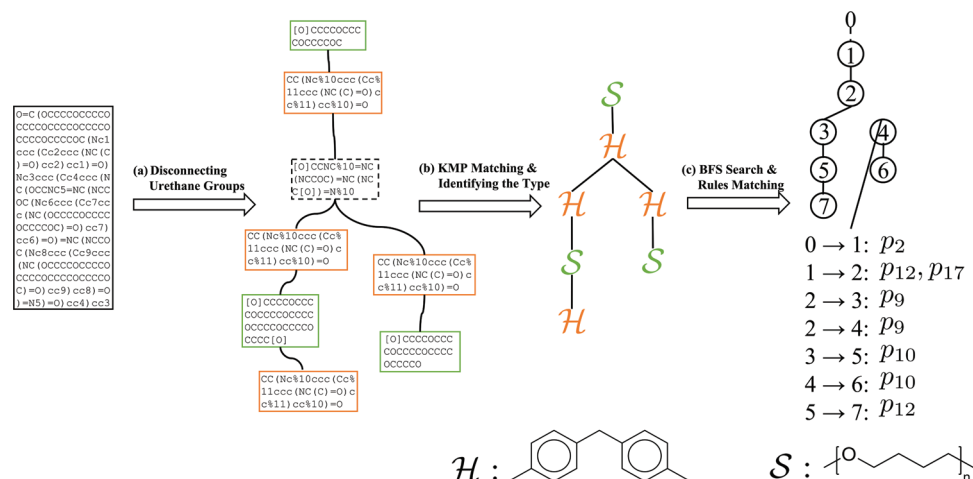 O=C(OCCCCOCCCCO
CCCCOCCCCOCCCCO
CCCCOCCCCOC(Nc1
ccc(Cc2ccc(NC(C
)=O)cc2)cc1)=O)
Nc3ccc(Cc4ccc(N
C(OCCNC5=NC(NCC
OC(Nc6ccc(Cc7cc
c(NC(OCCCCOCCCC
OCCCCOC)=O)cc7)
cc6)=O)=NC(NCCO
C(Nc8ccc(Cc9ccc
(NC(OCCCCOCCCCO
CCCCOCCCCOCCCCO
C)=O)cc9)cc8)=O
)=N5)=O)cc4)cc3
(a) Disconnecting
Urethane Groups
[O]CCCCOCCC
COCCCCOC
CC(Nc%10ccc(Cc%
11ccc(NC(C)=O)c
c%11)cc%10)=O
[O]CCNC%10=NC
(NCCOC)=NC(NC
C[O])=N%10
CC(Nc%10ccc(Cc%
11ccc(NC(C)=O)c
c%11)cc%10)=O
CC(Nc%10ccc(Cc%
11ccc(NC(C)=O)c
c%11)cc%10)=O
[O]CCCCOCCC
COCCCCOCCCC
OCCCCOCCCCO
CCCC[O]
[O]CCCCOCCC
COCCCCOCCCC
OCCCCO
CC(Nc%10ccc(Cc%
11ccc(NC(C)=O)c
c%11)cc%10)=O
(b) KMP Matching &
Identifying the Type
S
H
H H
S S
H
(c) BFS Search &
Rules Matching
0
1
2
3 4
5 6
7
0 → 1: p2
1 → 2: p12, p17
2 → 3: p9
2 → 4: p9
3 → 5: p10
4 → 6: p10
5 → 7: p12
H :
S : O n